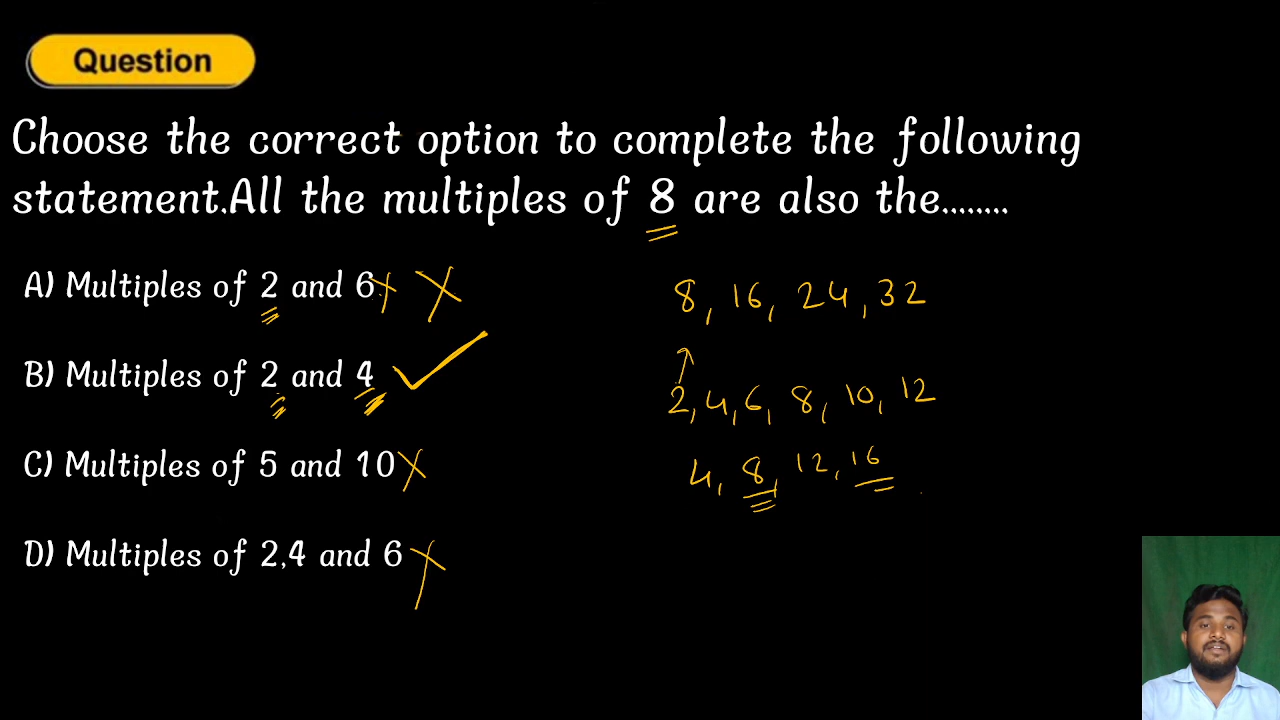 Question
Choose the correct option to complete the following
statement.All the multiples of 8 are also the........
A) Multiples of 2 and 6
B) Multiples of 2 and 4
C) Multiples of 5 and 10
D) Multiples of 2,4 and 6
8, 16, 24, 32
2, 4, 6, 8, 10, 12
4, 8, 12, 16